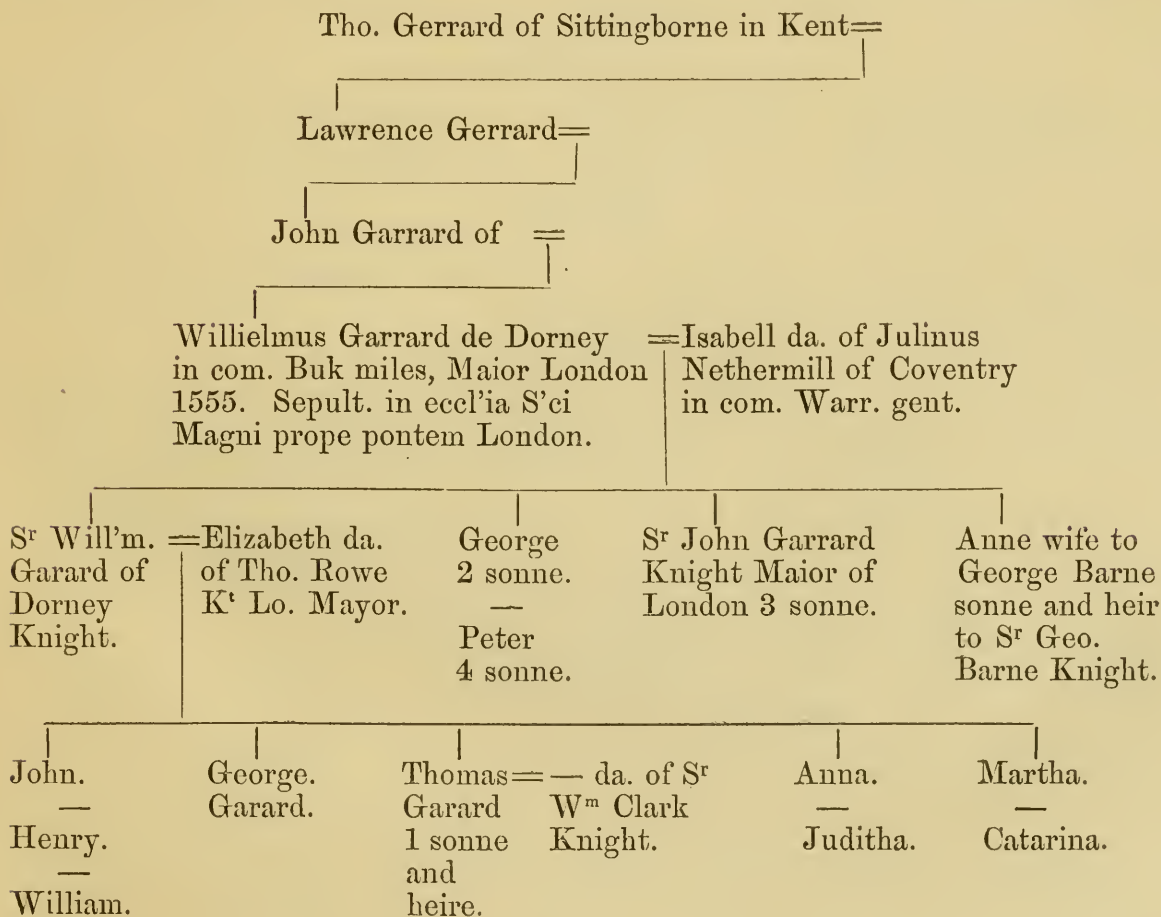 Tho. Gerrard of Sittingborne in Kent=
Lawrence Gerrard=
John Garrard of =
Willielmus Garrard de Dorney
in com. Buk miles, Maior London
1555. Sepult. in eccl'ia S'ci
Magni prope pontem London.
=Isabell da. of Julinus
Nethermill of Coventry
in com. Warr. gent.
Sr Will'm.
Garard of
Dorney
Knight.
=Elizabeth da.
of Tho. Rowe
Kt Lo. Mayor.
George
2 sonne.
—
Peter
4 sonne.
Sr John Garrard
Knight Maior of
London 3 sonne.
Anne wife to
George Barne
sonne and heir
to Sr Geo.
Barne Knight.
John.
—
Henry.
—
William.
George.
Garard.
Thomas=
Garard
1 sonne
and
heire.
— da. of Sr
Wm Clark
Knight.
Anna.
—
Juditha.
Martha.
—
Catarina.